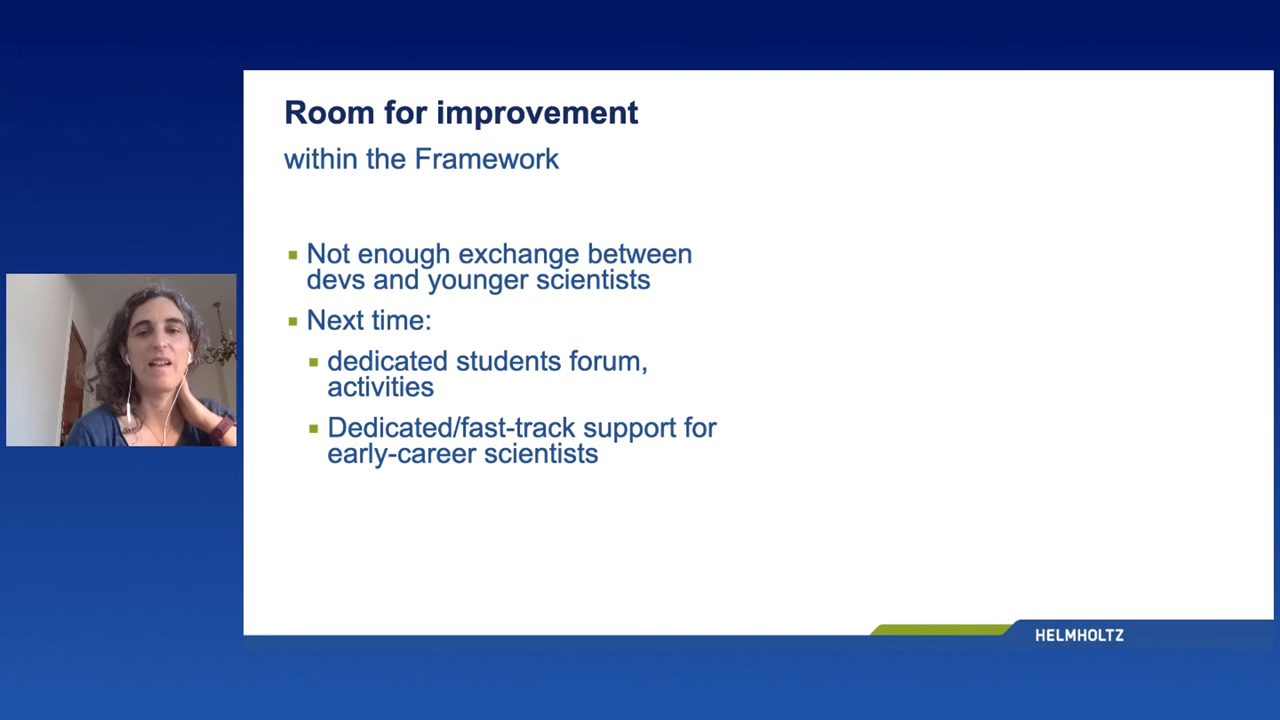 Room for improvement
within the Framework
Not enough exchange between
devs and younger scientists
Next time:
dedicated students forum,
activities
Dedicated/fast-track support for
early-career scientists
HELMHOLTZ